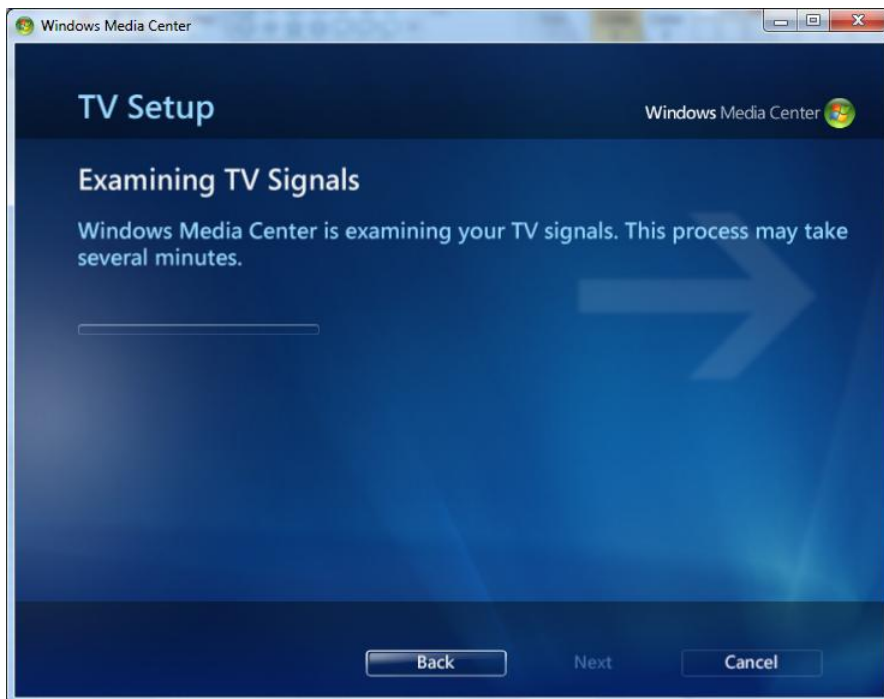 Windows Media Center
TV Setup
Windows Media Center
Examining TV Signals
Windows Media Center is examining your TV signals. This process may take
several minutes.
Back
Next
Cancel